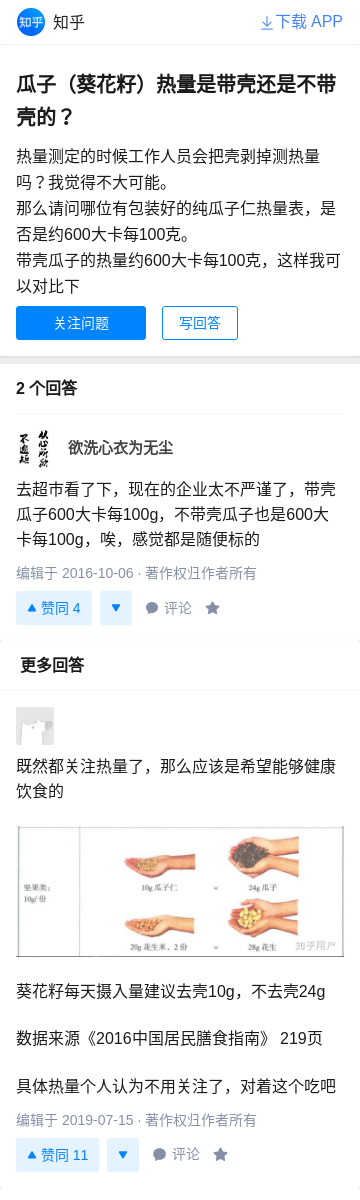 知乎 知乎 下载 APP
瓜子（葵花籽）热量是带壳还是不带
壳的？
热量测定的时候工作人员会把壳剥掉测热量
吗？我觉得不大可能。
那么请问哪位有包装好的纯瓜子仁热量表，是
否是约600大卡每100克。
带壳瓜子的热量约600大卡每100克，这样我可
以对比下
关注问题 写回答
2 个回答
从心所欲
不逾矩
欲洗心衣为无尘
去超市看了下，现在的企业太不严谨了，带壳
瓜子600大卡每100g，不带壳瓜子也是600大
卡每100g，唉，感觉都是随便标的
编辑于 2016-10-06 · 著作权归作者所有
赞同 4 评论
更多回答
既然都关注热量了，那么应该是希望能够健康
饮食的
坚果类:
10g/ 份
10g 瓜子仁 = 24g 瓜子
20g 花生米，2 份 = 28g 花生
知乎用户
葵花籽每天摄入量建议去壳10g，不去壳24g
数据来源《2016中国居民膳食指南》 219页
具体热量个人认为不用关注了，对着这个吃吧
编辑于 2019-07-15 · 著作权归作者所有
赞同 11 评论